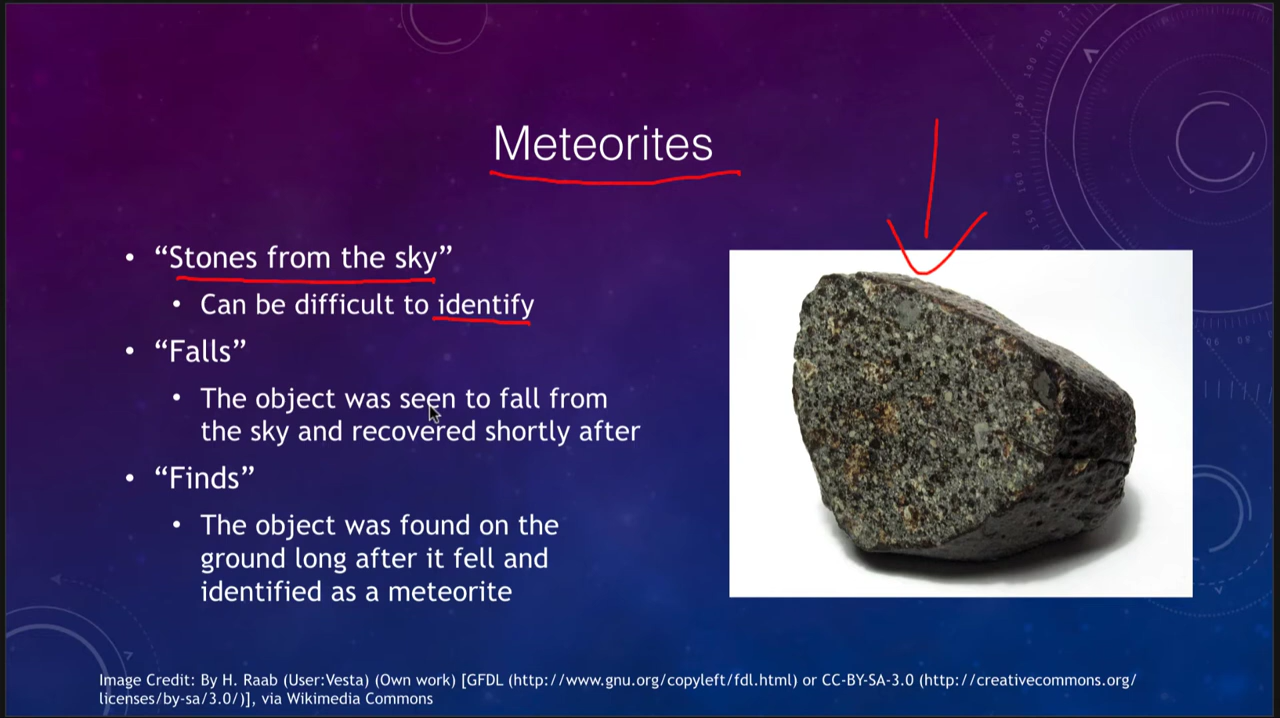 Meteorites
• “Stones from the sky”
• Can be difficult to identify
• “Falls”
• The object was seen to fall from
the sky and recovered shortly after
• “Finds”
• The object was found on the
ground long after it fell and
identified as a meteorite
Image Credit: By H. Raab (User:Vesta) (Own work) [GFDL (http://www.gnu.org/copyleft/fdl.html) or CC-BY-SA-3.0 (http://creativecommons.org/
licenses/by-sa/3.0/)], via Wikimedia Commons